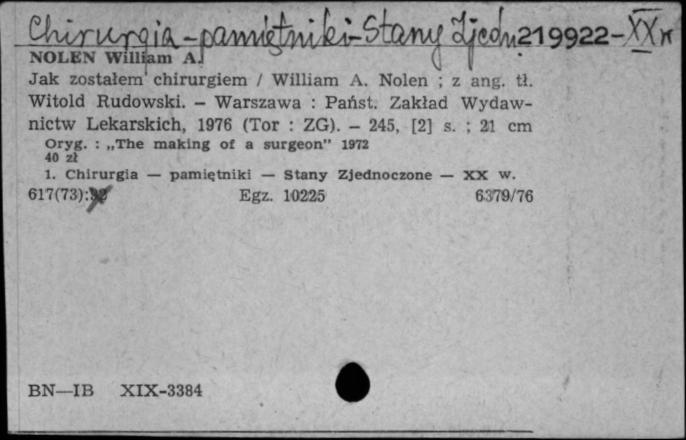 Chirurgia - pamiętniki - Stany Zjedn 219922 - XX w
NOLEN William A.
Jak zostałem chirurgiem / William A. Nolen ; z ang. tł.
Witold Rudowski. — Warszawa : Państ. Zakład Wydaw-
nictw Lekarskich, 1976 (Tor : ZG). — 245, [2] s. ; 21 cm
Oryg. : „The making of a surgeon” 1972
40 zł
1. Chirurgia — pamiętniki — Stany Zjednoczone — XX w.
617(73): Egz. 10225 6379/76
BN—IB XIX-3384